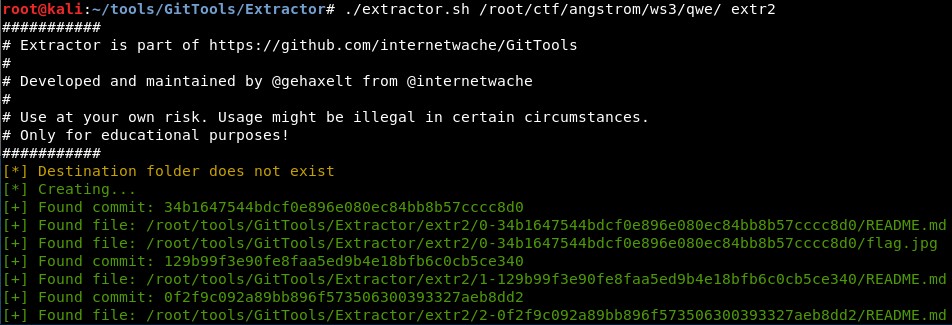 root@kali:~/tools/GitTools/Extractor# ./extractor.sh /root/ctf/angstrom/ws3/qwe/ extr2
###########
# Extractor is part of https://github.com/internetwache/GitTools
#
# Developed and maintained by @gehaxelt from @internetwache
#
# Use at your own risk. Usage might be illegal in certain circumstances.
# Only for educational purposes!
###########
[*] Destination folder does not exist
[*] Creating...
[+] Found commit: 34b1647544bdcf0e896e080ec84bb8b57cccc8d0
[+] Found file: /root/tools/GitTools/Extractor/extr2/0-34b1647544bdcf0e896e080ec84bb8b57cccc8d0/README.md
[+] Found file: /root/tools/GitTools/Extractor/extr2/0-34b1647544bdcf0e896e080ec84bb8b57cccc8d0/flag.jpg
[+] Found commit: 129b99f3e90fe8faa5ed9b4e18bfb6c0cb5ce340
[+] Found file: /root/tools/GitTools/Extractor/extr2/1-129b99f3e90fe8faa5ed9b4e18bfb6c0cb5ce340/README.md
[+] Found commit: 0f2f9c092a89bb896f573506300393327aeb8dd2
[+] Found file: /root/tools/GitTools/Extractor/extr2/2-0f2f9c092a89bb896f573506300393327aeb8dd2/README.md